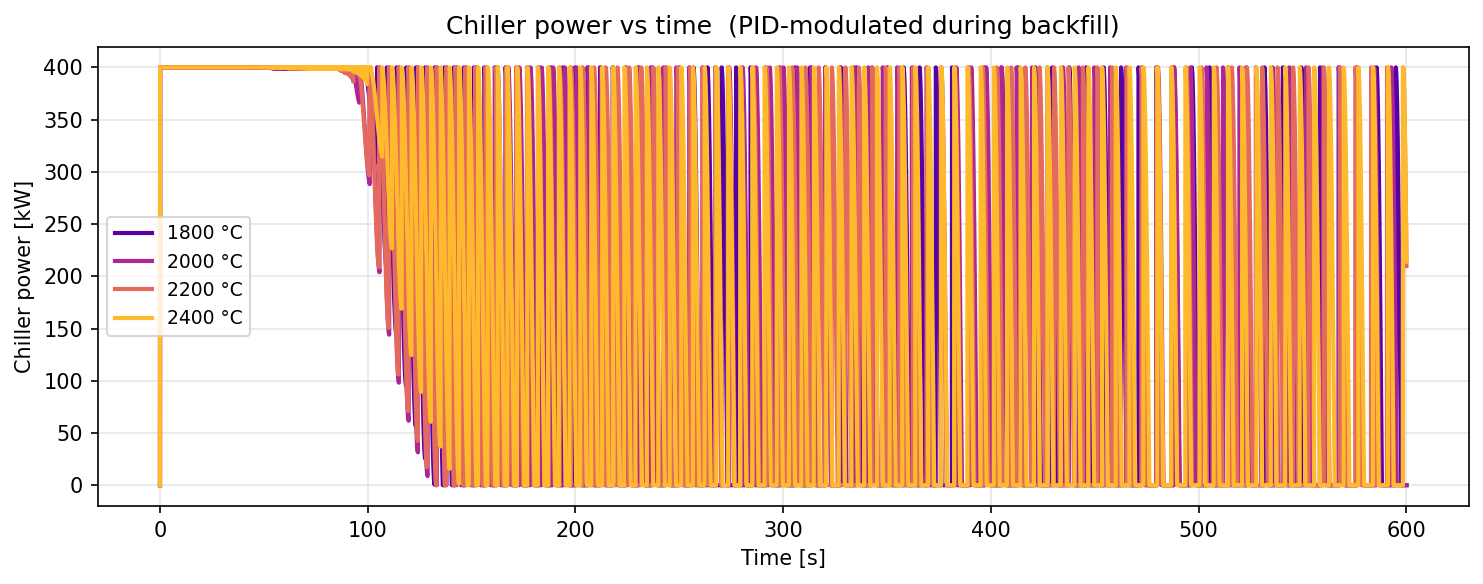 Chiller power vs time  (PID-modulated during backfill)
Chiller power [kW]
400
350
300
250
200
150
100
50
0
1800 °C
2000 °C
2200 °C
2400 °C
0 100 200 300 400 500 600
Time [s]